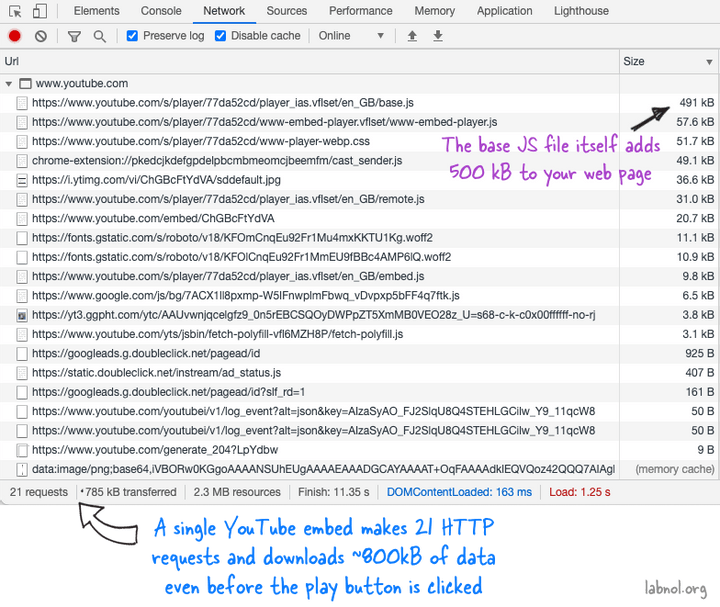 Elements Console Network Sources Performance Memory Application Lighthouse
Preserve log Disable cache Online
Url Size
www.youtube.com
https://www.youtube.com/s/player/77da52cd/player_ias.vflset/en_GB/base.js 491 kB
https://www.youtube.com/s/player/77da52cd/www-embed-player.vflset/www-embed-player.js 57.6 kB
https://www.youtube.com/s/player/77da52cd/www-player-webp.css 51.7 kB
The base JS file itself adds
500 kB to your web page
chrome-extension://pkedcjkdefgpdelpbcmbmeomcjbeemfm/cast_sender.js 49.1 kB
https://i.ytimg.com/vi/ChGBcFtYdVA/sddefault.jpg 36.6 kB
https://www.youtube.com/s/player/77da52cd/player_ias.vflset/en_GB/remote.js 31.0 kB
https://www.youtube.com/embed/ChGBcFtYdVA 20.7 kB
https://fonts.gstatic.com/s/roboto/v18/KFOmCnqEu92Fr1Mu4mxKKTU1Kg.woff2 11.1 kB
https://fonts.gstatic.com/s/roboto/v18/KFOlCnqEu92Fr1MmEU9fBBc4AMP6lQ.woff2 10.9 kB
https://www.youtube.com/s/player/77da52cd/player_ias.vflset/en_GB/embed.js 9.8 kB
https://www.google.com/js/bg/7ACX1Il8pxmp-W5IFnwplmFbwq_vDvpxp5bFF4q7ftk.js 6.5 kB
https://yt3.ggpht.com/ytc/AAUvwnjqcelgfz9_0n5rEBCSQOyDWPpZT5XmMB0VEO28z_U=s68-c-k-c0x00ffffff-no-rj 3.8 kB
https://www.youtube.com/yts/jsbin/fetch-polyfill-vfl6MZH8P/fetch-polyfill.js 3.1 kB
https://googleads.g.doubleclick.net/pagead/id 925 B
https://static.doubleclick.net/instream/ad_status.js 407 B
https://googleads.g.doubleclick.net/pagead/id?slf_rd=1 161 B
https://www.youtube.com/youtubei/v1/log_event?alt=json&key=AIzaSyAO_FJ2SlqU8Q4STEHLGCilw_Y9_11qcW8 50 B
https://www.youtube.com/youtubei/v1/log_event?alt=json&key=AIzaSyAO_FJ2SlqU8Q4STEHLGCilw_Y9_11qcW8 50 B
https://www.youtube.com/generate_204?LpYdbw 9 B
data:image/png;base64,iVBORw0KGgoAAAANSUhEUgAAAAEAAADGCAYAAAAT+OqFAAAAdklEQVQoz42QQQ7AIAgl (memory cache)
21 requests 785 kB transferred 2.3 MB resources Finish: 11.35 s DOMContentLoaded: 163 ms Load: 1.25 s
A single YouTube embed makes 21 HTTP
requests and downloads ~800kB of data
even before the play button is clicked
labnol.org